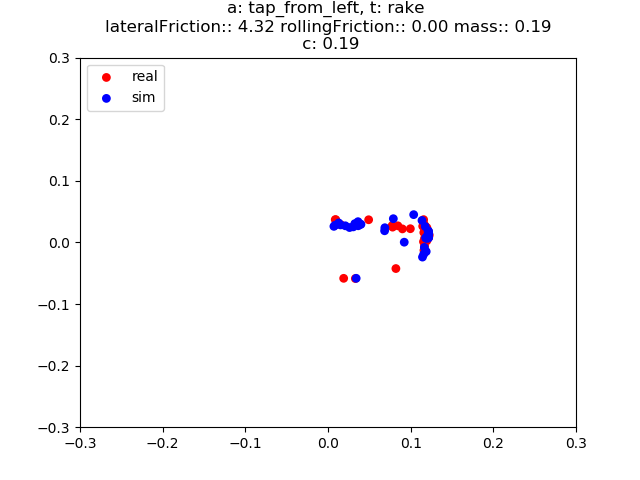 a: tap_from_left, t: rake
lateralFriction:: 4.32 rollingFriction:: 0.00 mass:: 0.19
c: 0.19
real
sim
0.3
0.2
0.1
0.0
−0.1
−0.2
−0.3
−0.3
−0.2
−0.1
0.0
0.1
0.2
0.3